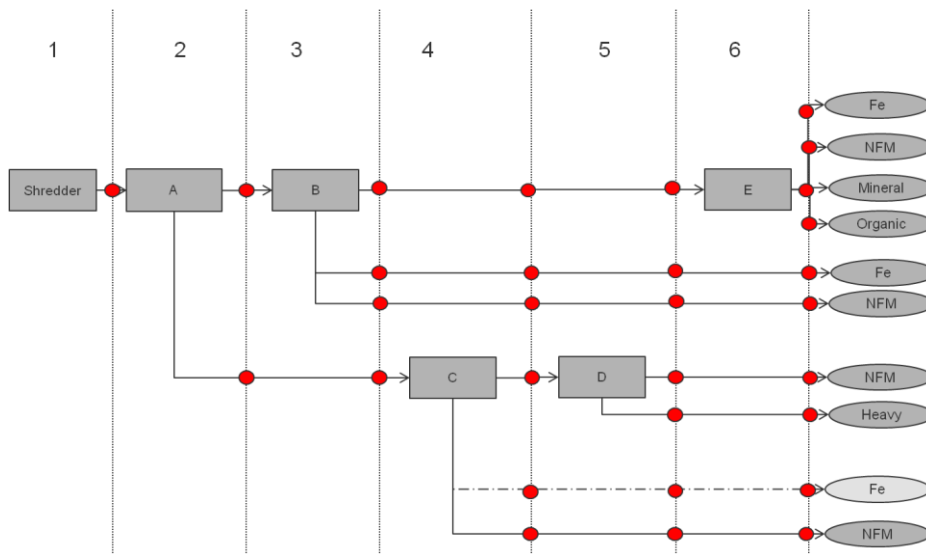 1 2 3 4 5 6
Fe
NFM
Shredder A B E Mineral
Organic
Fe
NFM
C D NFM
Heavy
Fe
NFM